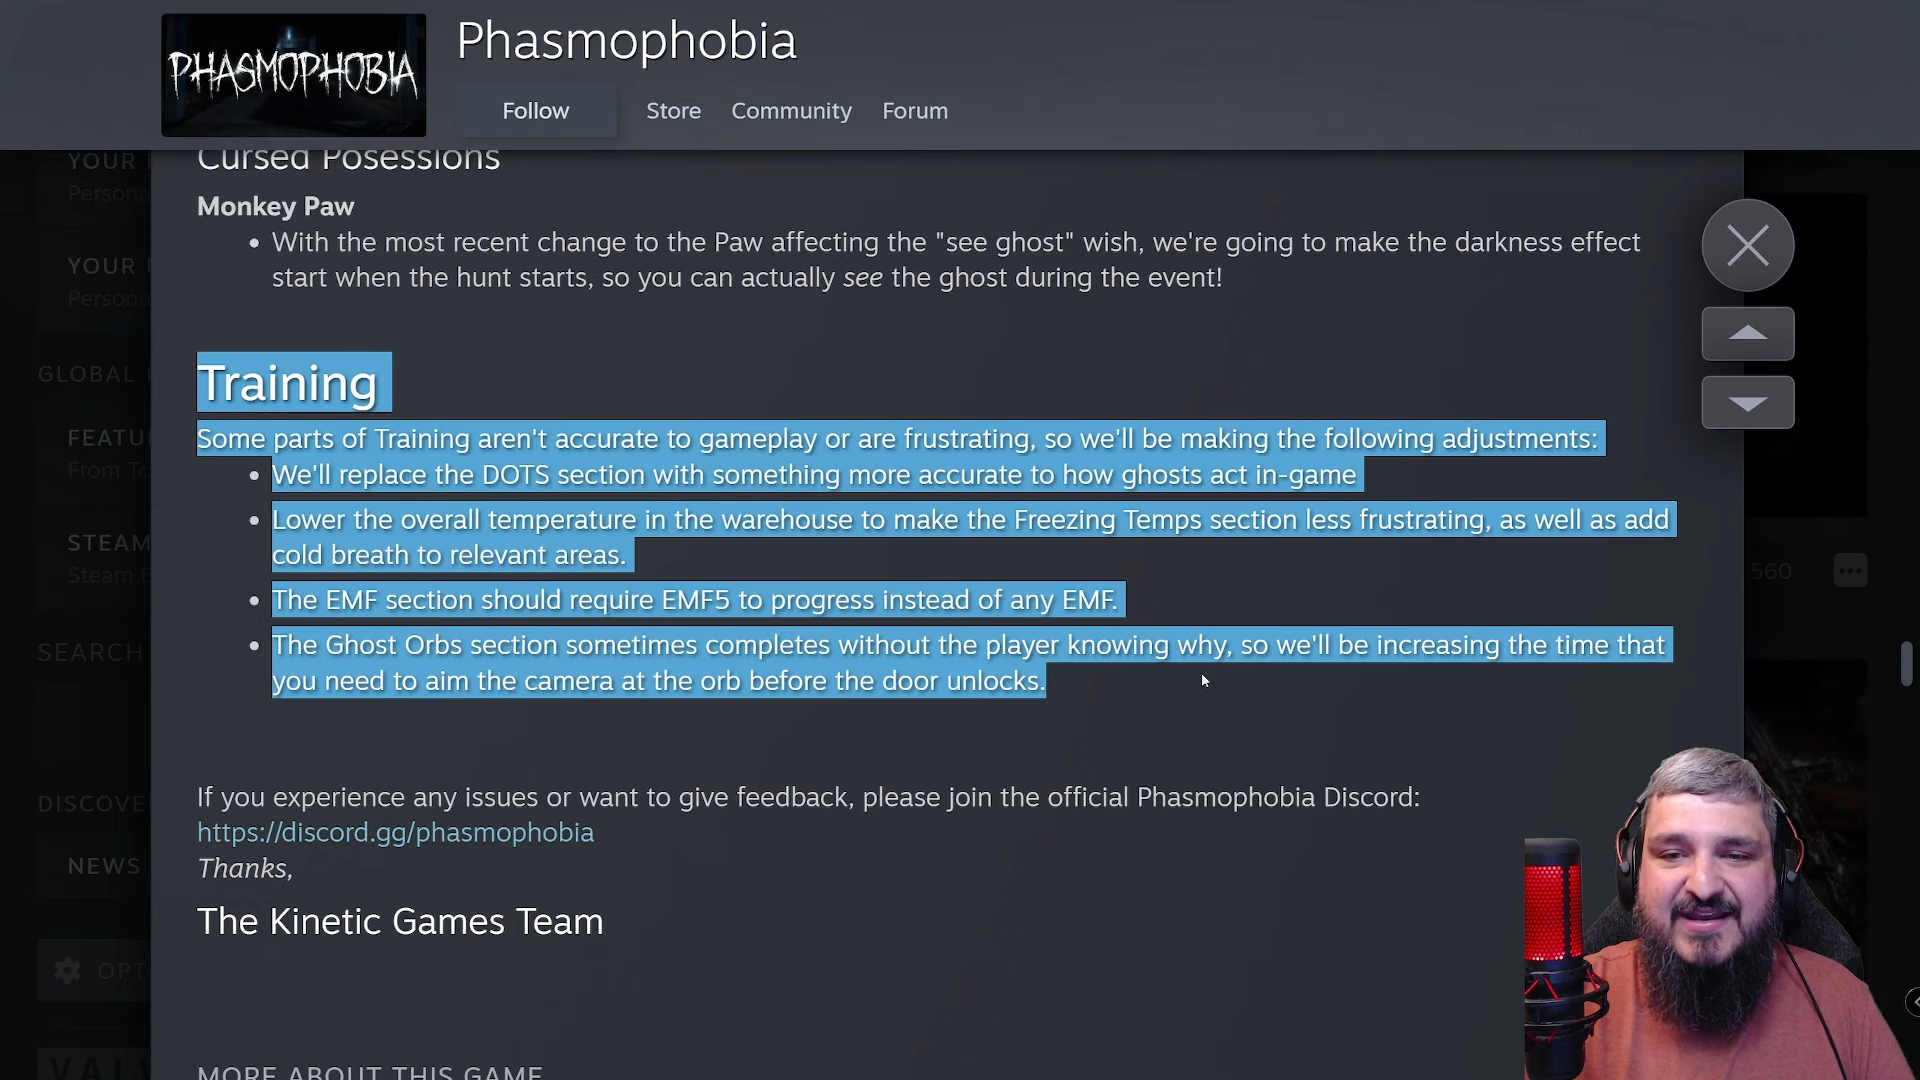 PHASMOPHOBIA
Phasmophobia
Follow
Store
Community
Forum
Cursed Posessions
Monkey Paw
With the most recent change to the Paw affecting the "see ghost" wish, we're going to make the darkness effect
start when the hunt starts, so you can actually see the ghost during the event!
Training
Some parts of Training aren't accurate to gameplay or are frustrating, so we'll be making the following adjustments:
We'll replace the DOTS section with something more accurate to how ghosts act in-game
Lower the overall temperature in the warehouse to make the Freezing Temps section less frustrating, as well as add
cold breath to relevant areas.
The EMF section should require EMF5 to progress instead of any EMF.
The Ghost Orbs section sometimes completes without the player knowing why, so we'll be increasing the time that
you need to aim the camera at the orb before the door unlocks.
If you experience any issues or want to give feedback, please join the official Phasmophobia Discord:
https://discord.gg/phasmophobia
Thanks,
The Kinetic Games Team
MORE ABOUT THIS GAME
YOUR
Persona
YOUR
Persona
GLOBAL
FEATU
STEAM
Steam
SEARCH
DISCOVE
NEWS
OPT
VALV
560